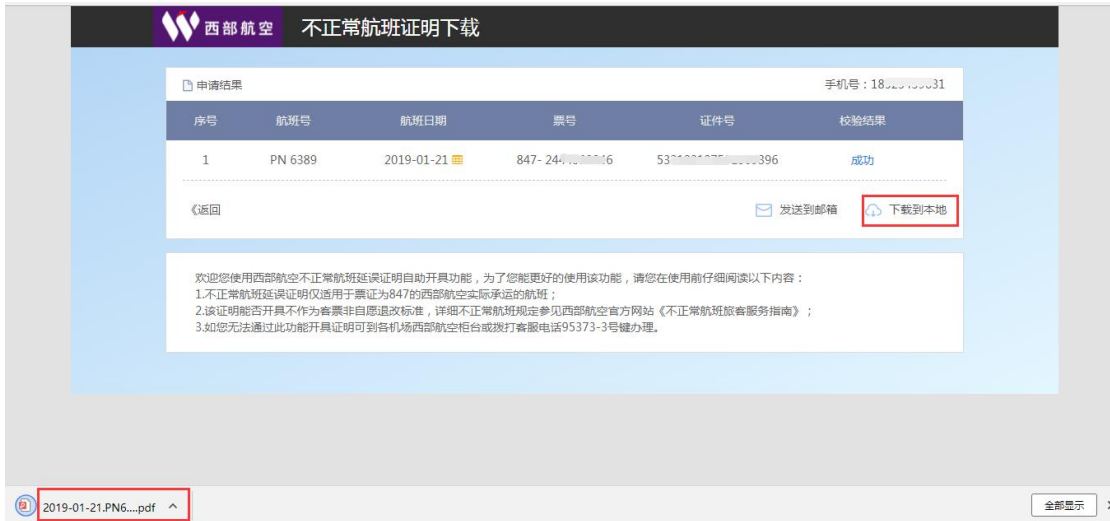 西部航空 不正常航班证明下载
申请结果 手机号：18
序号 航班号 航班日期 票号 证件号 校验结果
1 PN 6389 2019-01-21 847- 24 成功
《返回 发送到邮箱 下载到本地
欢迎您使用西部航空不正常航班延误证明自助开具功能，为了您能更好的使用该功能，请您在使用前仔细阅读以下内容：
1.不正常航班延误证明仅适用于票证为847的西部航空实际承运的航班；
2.该证明能否开具不作为客票非自愿退改标准，详细不正常航班规定参见西部航空官方网站《不正常航班旅客服务指南》；
3.如您无法通过此功能开具证明可到各机场西部航空柜台或拨打客服电话95373-3号键办理。
2019-01-21.PN6....pdf 全部显示